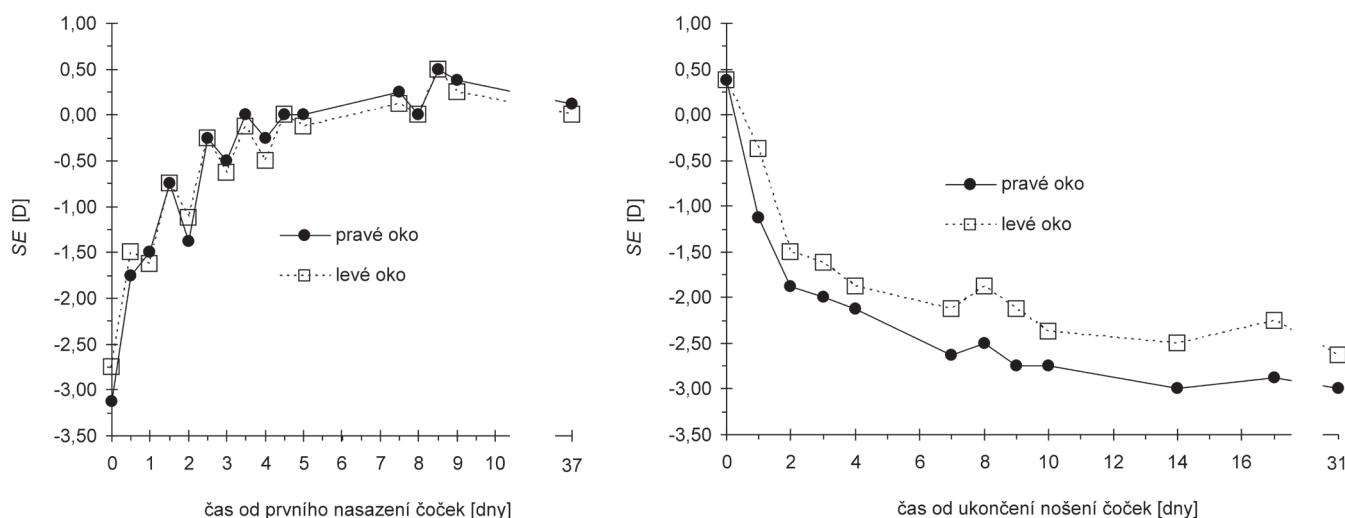 1,00
0,50
0,00
-0,50
-1,00
-1,50
-2,00
-2,50
-3,00
-3,50
SE [D]
pravé oko
levé oko
0 1 2 3 4 5 6 7 8 9 10 37
čas od prvního nasazení čoček [dny]
1,00
0,50
0,00
-0,50
-1,00
-1,50
-2,00
-2,50
-3,00
-3,50
SE [D]
pravé oko
levé oko
0 2 4 6 8 10 12 14 16 31
čas od ukončení nošení čoček [dny]